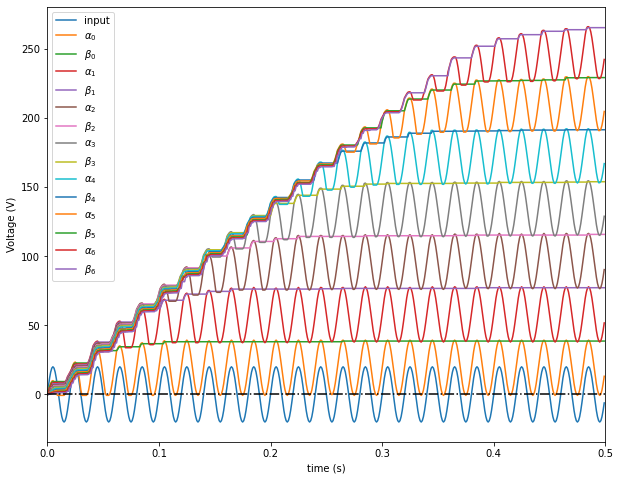 input
α₀
β₀
α₁
β₁
α₂
β₂
α₃
β₃
α₄
β₄
α₅
β₅
α₆
β₆
250
200
150
100
50
0
Voltage (V)
0.0 0.1 0.2 0.3 0.4 0.5
time (s)